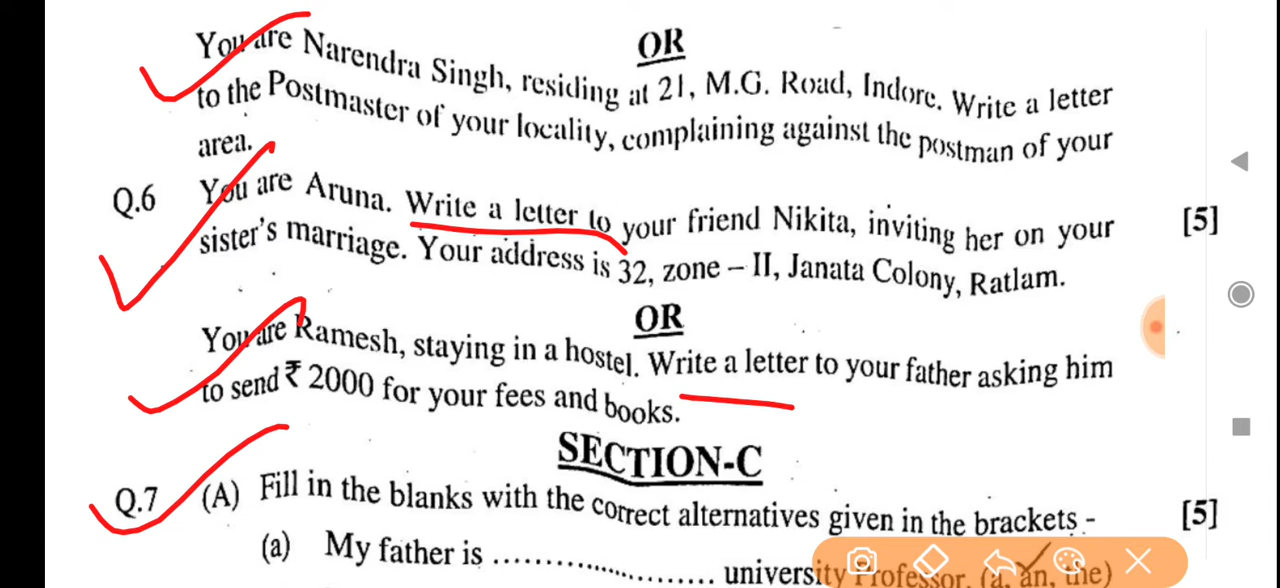 OR
You are Narendra Singh, residing at 21, M.G. Road, Indore. Write a letter
to the Postmaster of your locality, complaining against the postman of your
area.
Q.6 You are Aruna. Write a letter to your friend Nikita, inviting her on your [5]
sister's marriage. Your address is 32, zone – II, Janata Colony, Ratlam.
OR
You are Ramesh, staying in a hostel. Write a letter to your father asking him
to send ₹ 2000 for your fees and books.
SECTION-C
Q.7 (A) Fill in the blanks with the correct alternatives given in the brackets - [5]
(a) My father is ........................ university Professor. (a, an, the)